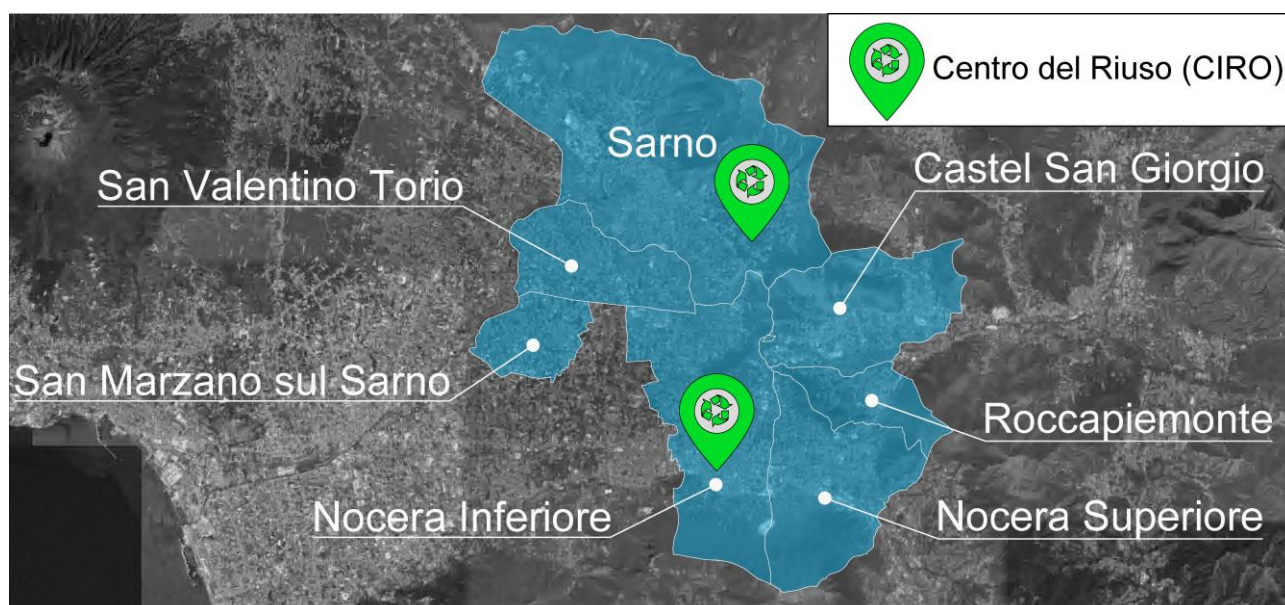 Centro del Riuso (CIRO)
Sarno
Castel San Giorgio
San Valentino Torio
San Marzano sul Sarno
Roccapiemonte
Nocera Inferiore
Nocera Superiore